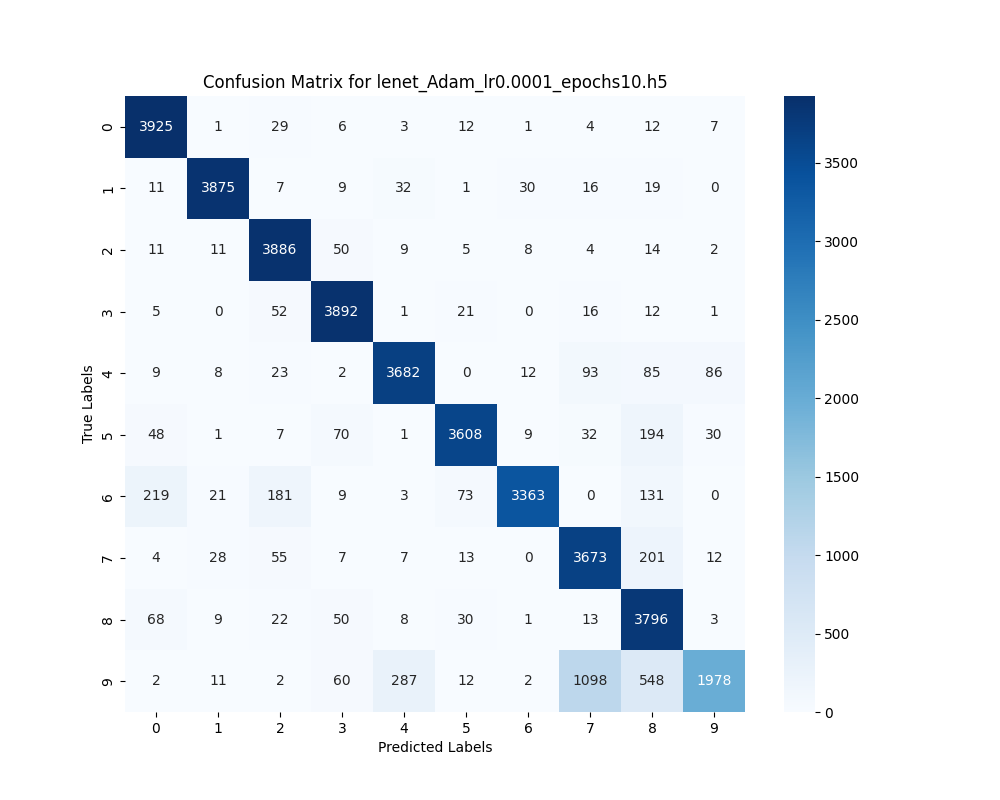 Confusion Matrix for lenet_Adam_lr0.0001_epochs10.h5
0 3925 1 29 6 3 12 1 4 12 7
1 11 3875 7 9 32 1 30 16 19 0
2 11 11 3886 50 9 5 8 4 14 2
3 5 0 52 3892 1 21 0 16 12 1
4 9 8 23 2 3682 0 12 93 85 86
5 48 1 7 70 1 3608 9 32 194 30
6 219 21 181 9 3 73 3363 0 131 0
7 4 28 55 7 7 13 0 3673 201 12
8 68 9 22 50 8 30 1 13 3796 3
9 2 11 2 60 287 12 2 1098 548 1978
0 1 2 3 4 5 6 7 8 9
True Labels
Predicted Labels
3500
3000
2500
2000
1500
1000
500
0